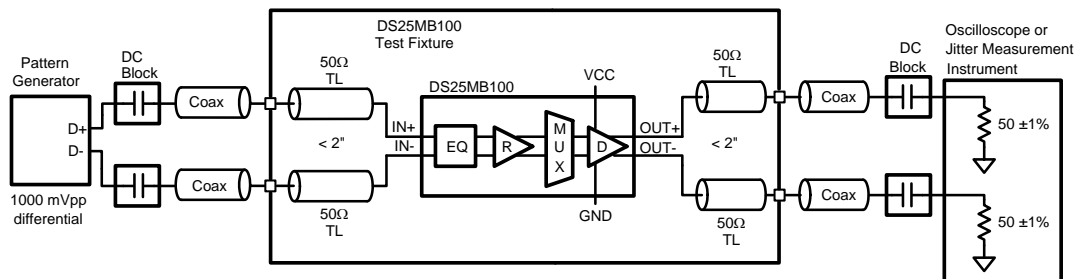 DS25MB100
Test Fixture
Oscilloscope or
Jitter Measurement
Instrument
Pattern
Generator
DC
Block
50Ω
TL
DS25MB100
VCC
50Ω
TL
DC
Block
Coax
Coax
D+
D-
IN+
IN-
< 2"
EQ
R
M
U
X
D
OUT+
OUT-
< 2"
50 ±1%
Coax
Coax
1000 mVpp
differential
50Ω
TL
GND
50Ω
TL
50 ±1%